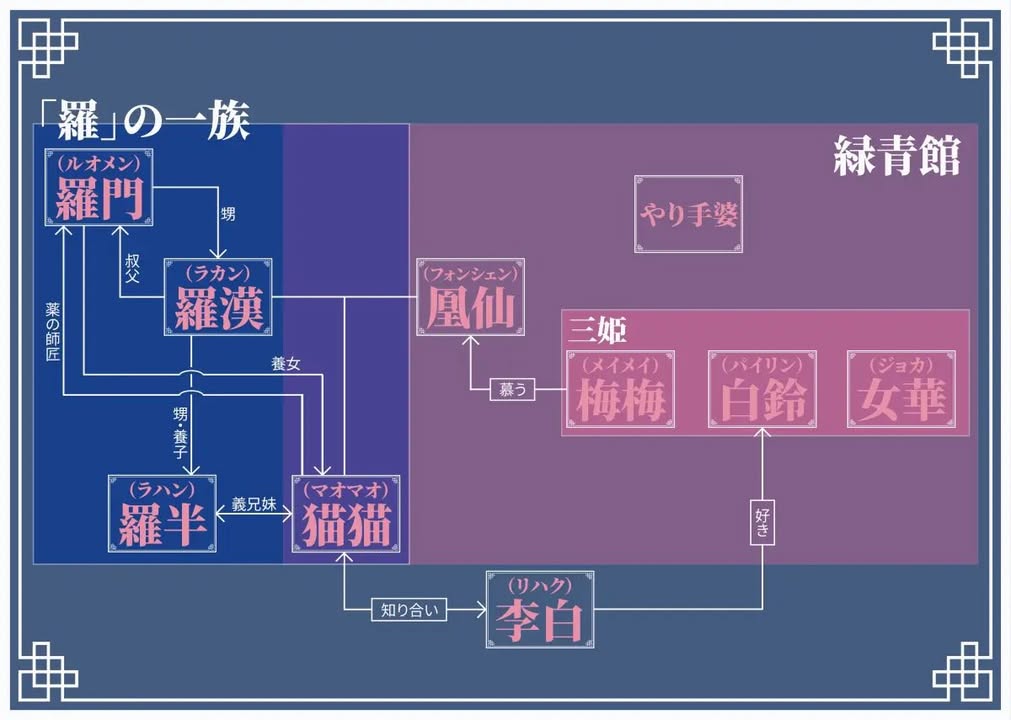 「羅」の一族
緑青館
(ルオメン)
羅門
甥
叔父
薬の師匠
(ラカン)
羅漢
養女
甥・養子
(ラハン)
羅半
義兄妹
(マオマオ)
猫猫
(フォンシェン)
鳳仙
やり手婆
三姫
(メイメイ)
梅梅
(パイリン)
白鈴
(ジョカ)
女華
慕う
好き
知り合い
(リハク)
李白